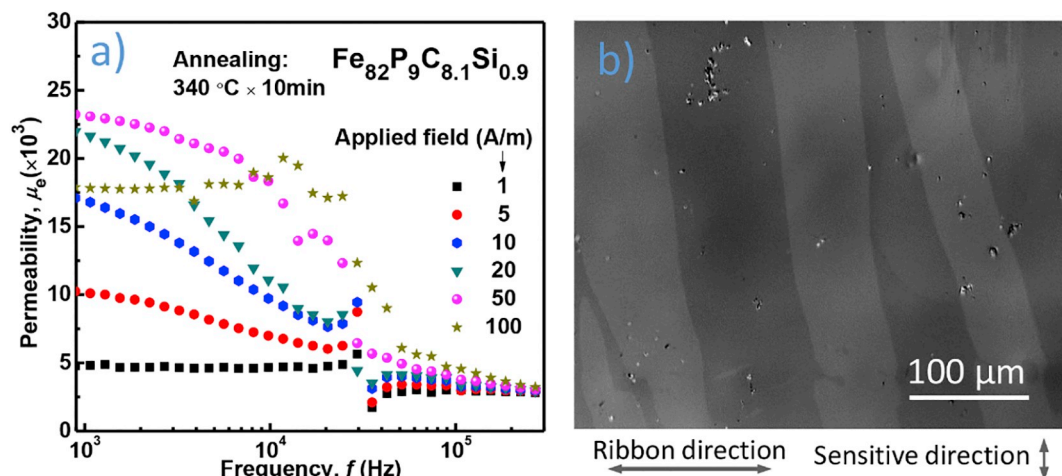 a)
Annealing:
340 °C × 10min
Fe82P9C8.1Si0.9
Applied field (A/m)
1
5
10
20
50
100
Permeability, μe(×10³)
30
25
20
15
10
5
0
10³
10⁴
10⁵
Frequency, f (Hz)
b)
100 μm
Ribbon direction
Sensitive direction